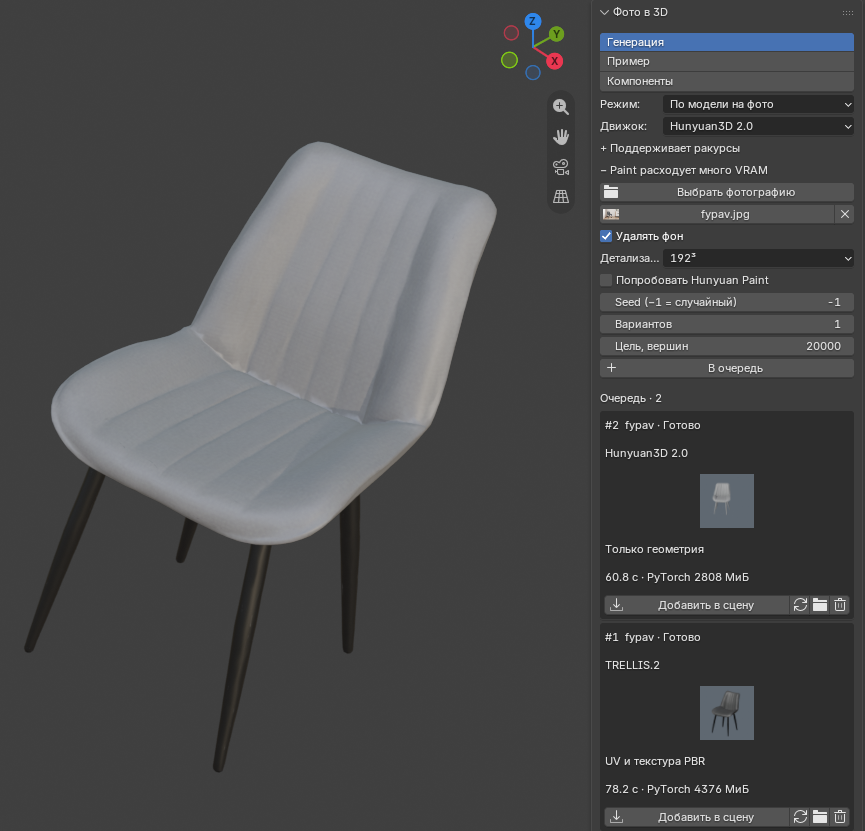 Z
Y
X
Фото в 3D
Генерация
Пример
Компоненты
Режим: По модели на фото
Движок: Hunyuan3D 2.0
+ Поддерживает ракурсы
− Paint расходует много VRAM
Выбрать фотографию
fypav.jpg
Удалять фон
Детализа... 192³
Попробовать Hunyuan Paint
Seed (−1 = случайный) -1
Вариантов 1
Цель, вершин 20000
В очередь
Очередь · 2
#2 fypav · Готово
Hunyuan3D 2.0
Только геометрия
60.8 с · PyTorch 2808 МиБ
Добавить в сцену
#1 fypav · Готово
TRELLIS.2
UV и текстура PBR
78.2 с · PyTorch 4376 МиБ
Добавить в сцену